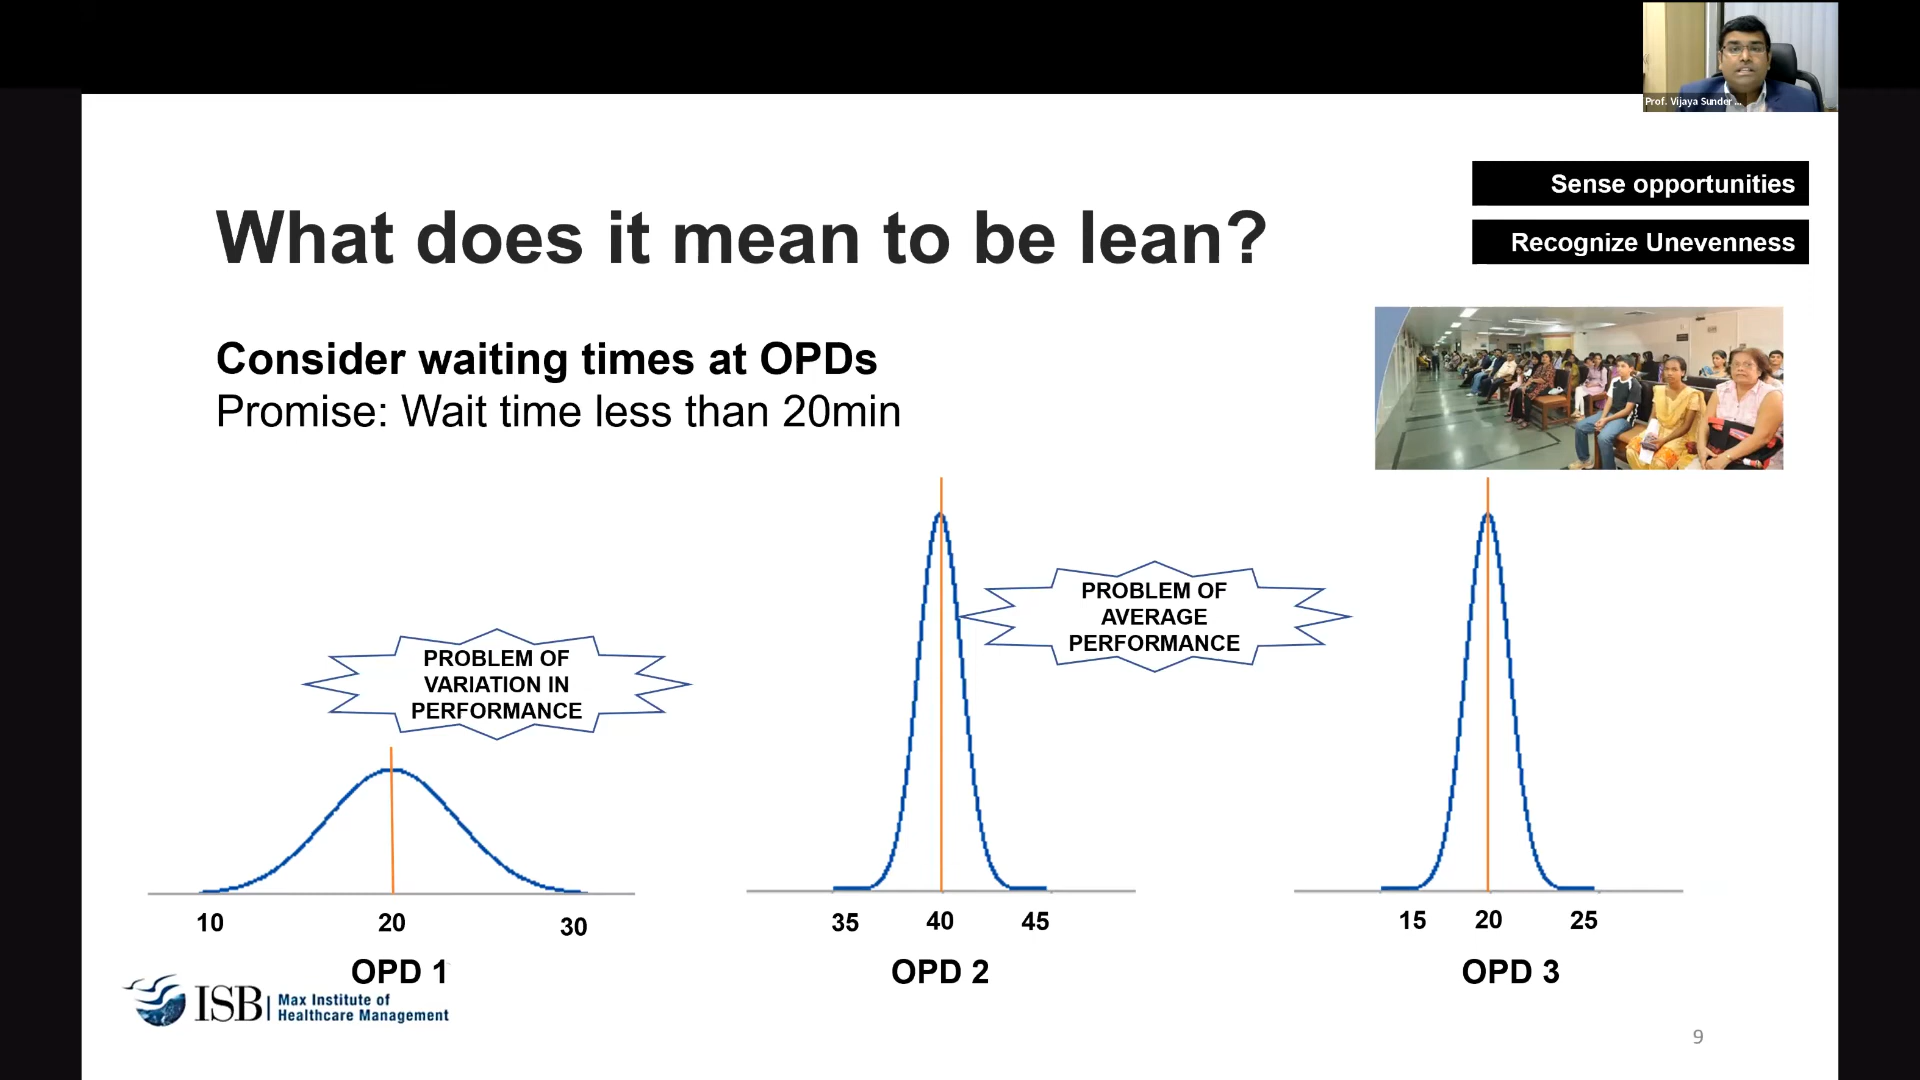 Prof. Vijaya Sunder ...
Sense opportunities
Recognize Unevenness
What does it mean to be lean?
Consider waiting times at OPDs
Promise: Wait time less than 20min
PROBLEM OF
VARIATION IN
PERFORMANCE
PROBLEM OF
AVERAGE
PERFORMANCE
10 20 30
OPD 1
35 40 45
OPD 2
15 20 25
OPD 3
ISB
Max Institute of
Healthcare Management
9